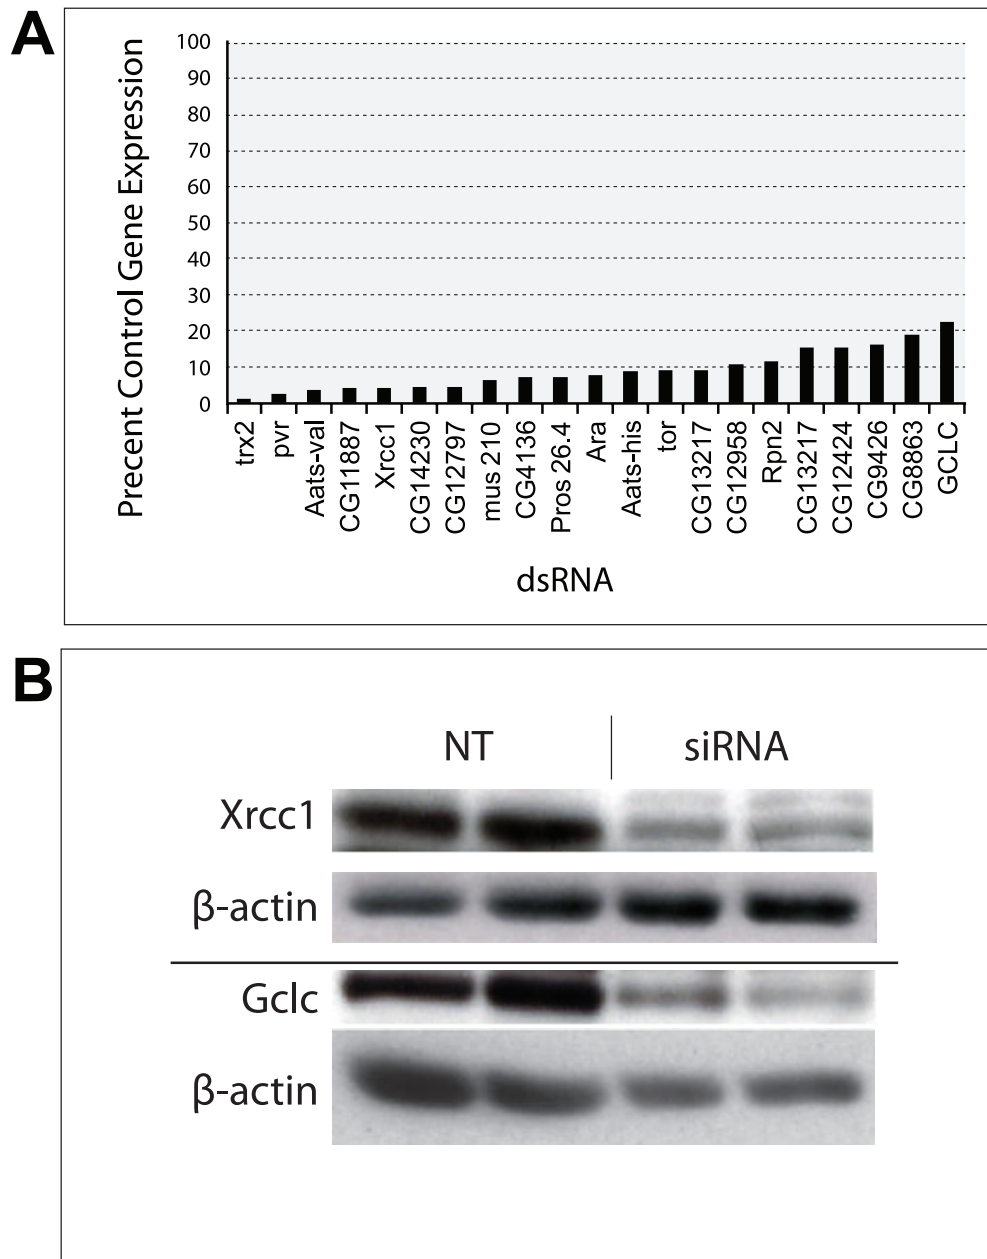 A
Precent Control Gene Expression
100
90
80
70
60
50
40
30
20
10
0
trx2
pvr
Aats-val
CG11887
Xrcc1
CG14230
CG12797
mus 210
CG4136
Pros 26.4
Ara
Aats-his
tor
CG13217
CG12958
Rpn2
CG13217
CG12424
CG9426
CG8863
GCLC
dsRNA
B
NT
siRNA
Xrcc1
β-actin
Gclc
β-actin